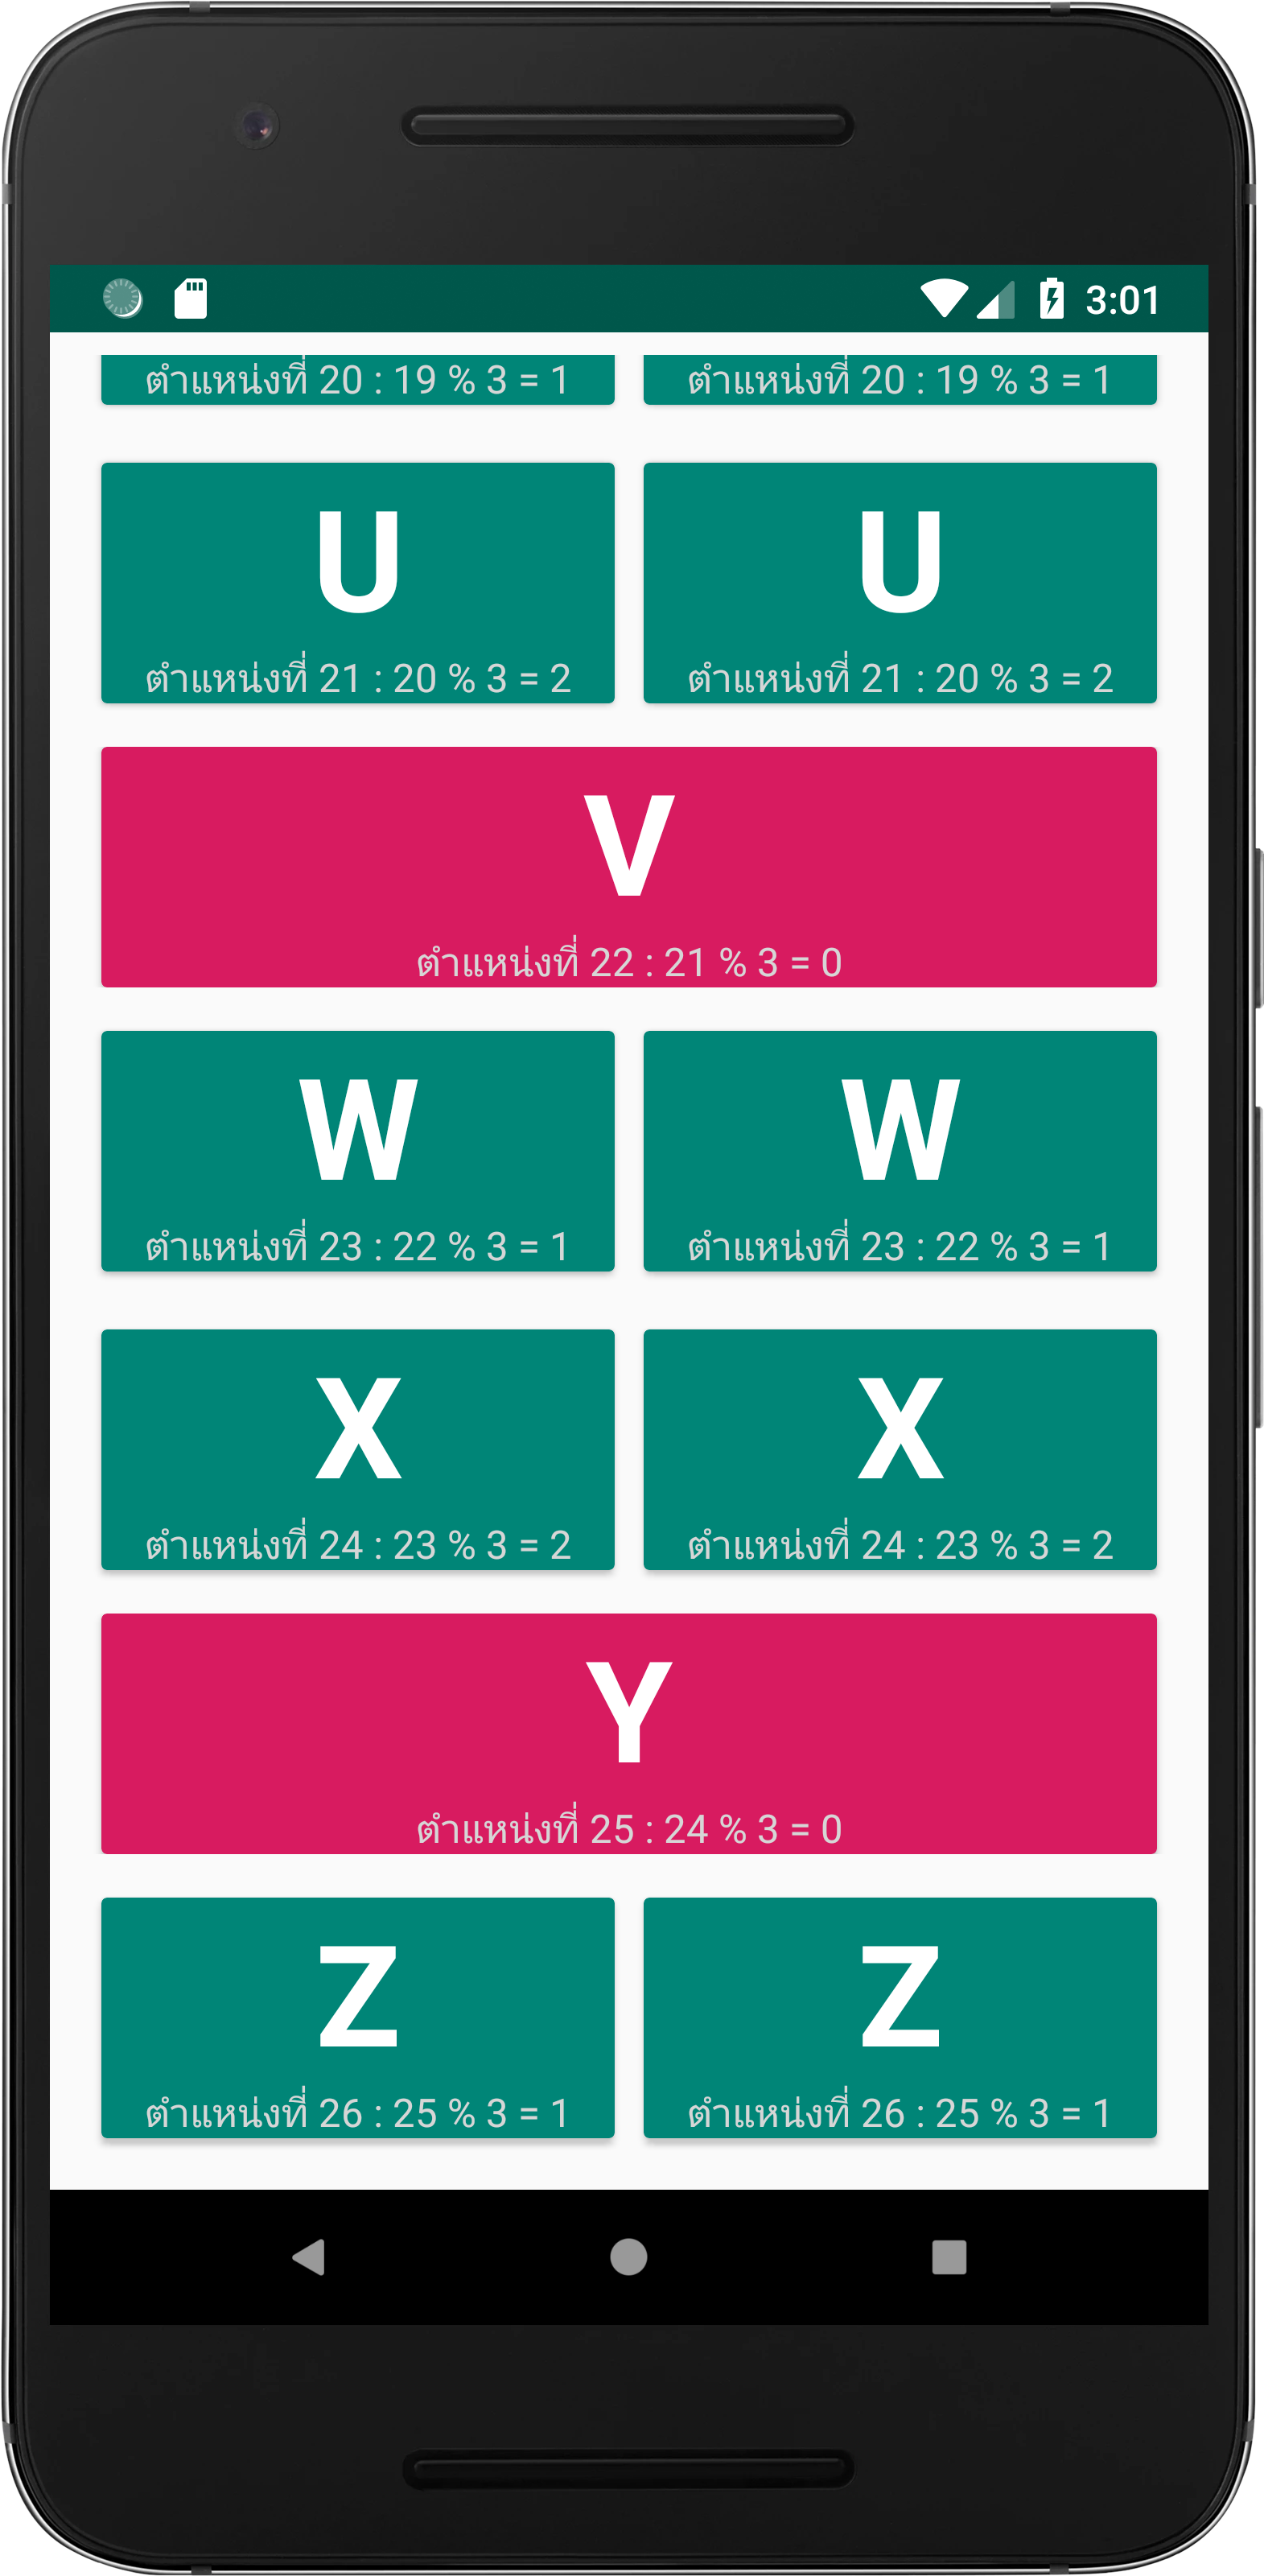 3:01
ตำแหน่งที่ 20 : 19 % 3 = 1
ตำแหน่งที่ 20 : 19 % 3 = 1
U
U
ตำแหน่งที่ 21 : 20 % 3 = 2
ตำแหน่งที่ 21 : 20 % 3 = 2
V
ตำแหน่งที่ 22 : 21 % 3 = 0
W
W
ตำแหน่งที่ 23 : 22 % 3 = 1
ตำแหน่งที่ 23 : 22 % 3 = 1
X
X
ตำแหน่งที่ 24 : 23 % 3 = 2
ตำแหน่งที่ 24 : 23 % 3 = 2
Y
ตำแหน่งที่ 25 : 24 % 3 = 0
Z
Z
ตำแหน่งที่ 26 : 25 % 3 = 1
ตำแหน่งที่ 26 : 25 % 3 = 1